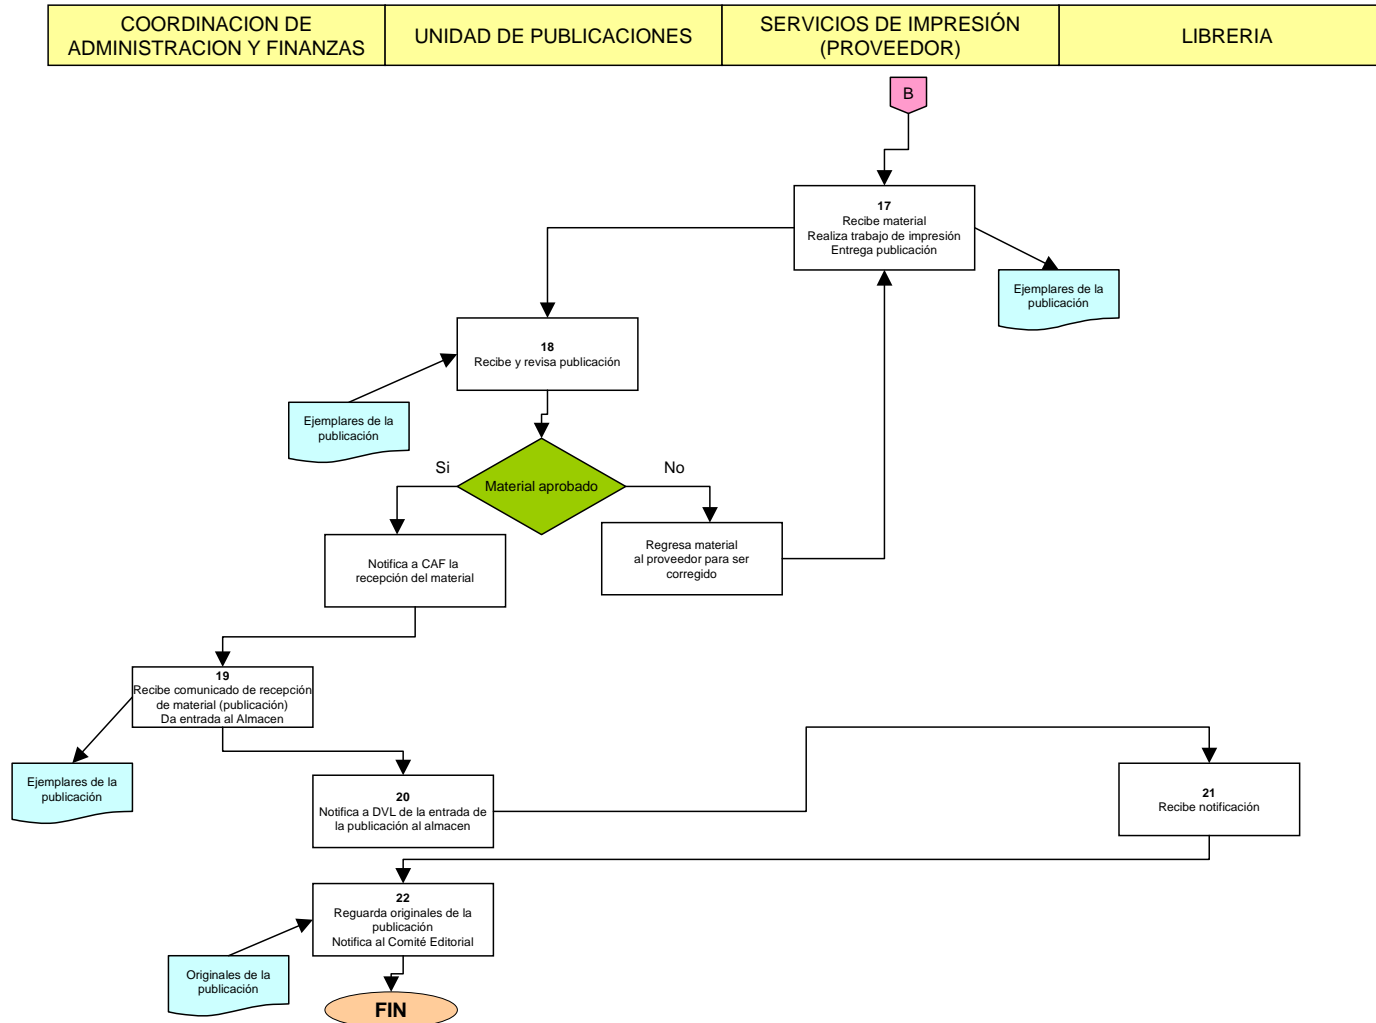 COORDINACION DE
ADMINISTRACION Y FINANZAS
UNIDAD DE PUBLICACIONES
SERVICIOS DE IMPRESIÓN
(PROVEEDOR)
LIBRERIA
B
17
Recibe material
Realiza trabajo de impresión
Entrega publicación
Ejemplares de la
publicación
18
Recibe y revisa publicación
Ejemplares de la
publicación
Si
Material aprobado
No
Notifica a CAF la
recepción del material
Regresa material
al proveedor para ser
corregido
19
Recibe comunicado de recepción
de material (publicación)
Da entrada al Almacen
Ejemplares de la
publicación
20
Notifica a DVL de la entrada de
la publicación al almacen
21
Recibe notificación
22
Reguarda originales de la
publicación
Notifica al Comité Editorial
Originales de la
publicación
FIN